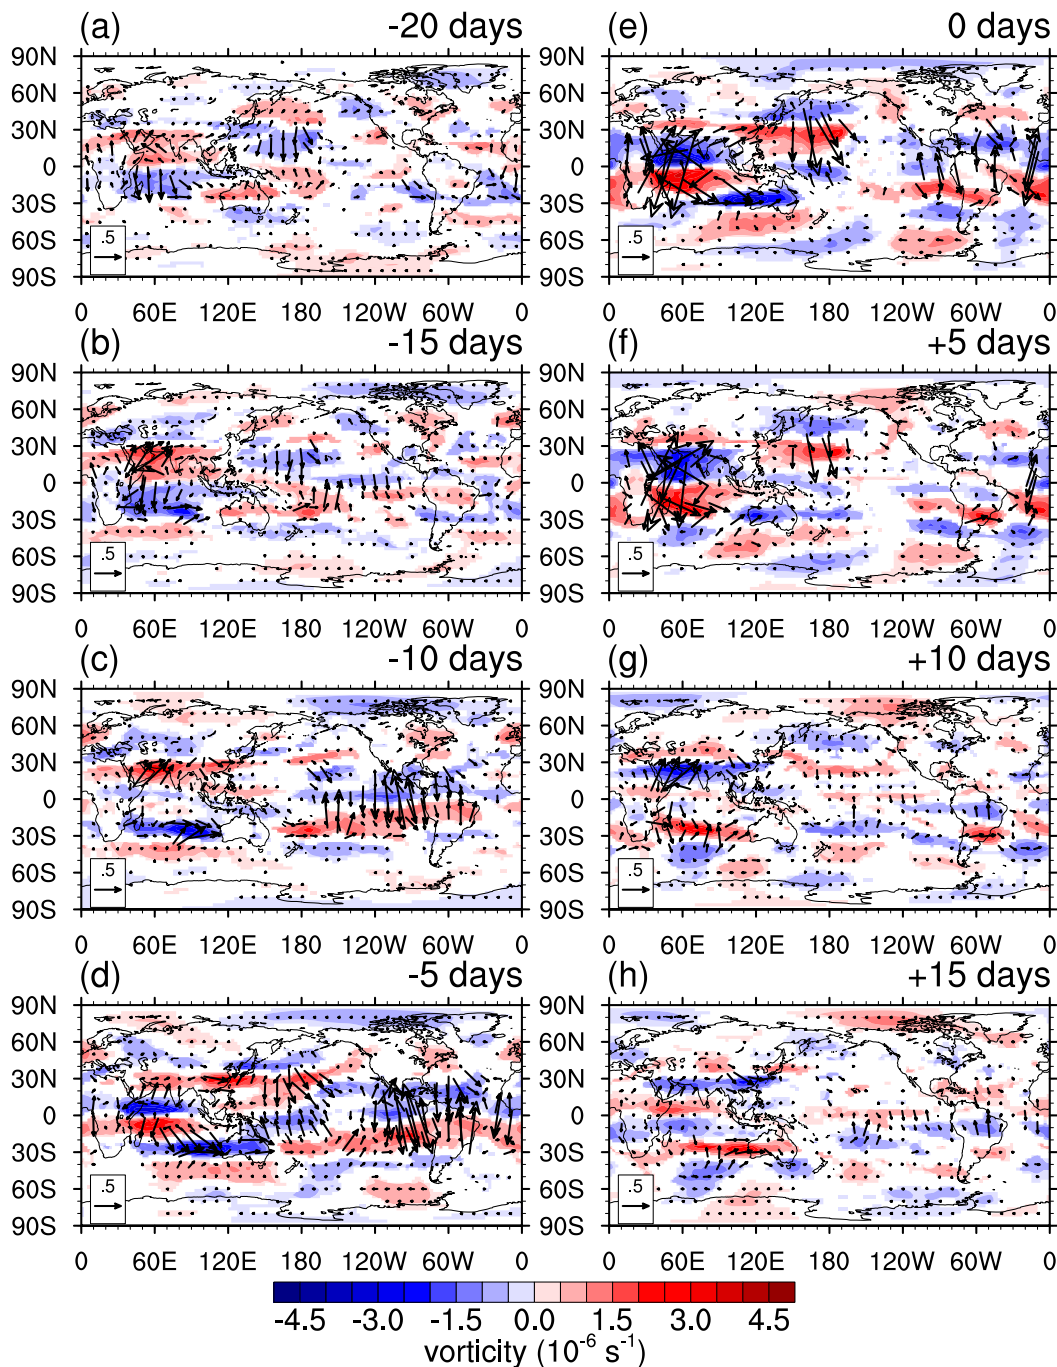 (a) -20 days
90N
60N
30N
0
30S
60S
90S
.5
0 60E 120E 180 120W 60W 0
(b) -15 days
90N
60N
30N
0
30S
60S
90S
.5
0 60E 120E 180 120W 60W 0
(c) -10 days
90N
60N
30N
0
30S
60S
90S
.5
0 60E 120E 180 120W 60W 0
(d) -5 days
90N
60N
30N
0
30S
60S
90S
.5
0 60E 120E 180 120W 60W 0
(e) 0 days
90N
60N
30N
0
30S
60S
90S
.5
0 60E 120E 180 120W 60W 0
(f) +5 days
90N
60N
30N
0
30S
60S
90S
.5
0 60E 120E 180 120W 60W 0
(g) +10 days
90N
60N
30N
0
30S
60S
90S
.5
0 60E 120E 180 120W 60W 0
(h) +15 days
90N
60N
30N
0
30S
60S
90S
.5
0 60E 120E 180 120W 60W 0
-4.5 -3.0 -1.5 0.0 1.5 3.0 4.5
vorticity (10⁻⁶ s⁻¹)